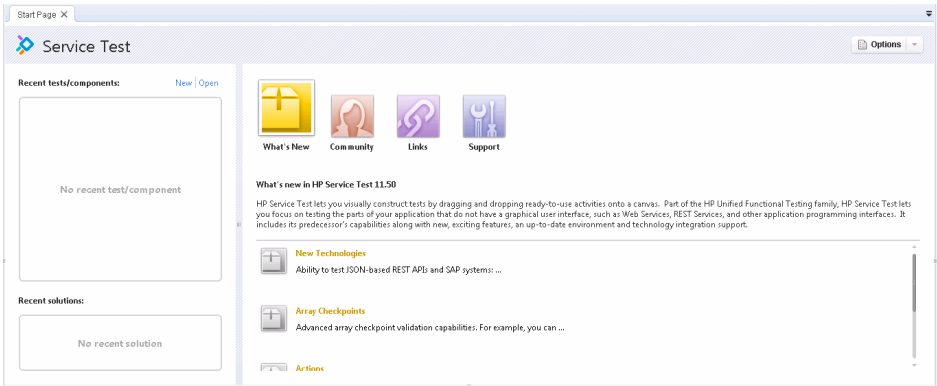 Start Page
Service Test
Options
Recent tests/components:
New | Open
No recent test/component
Recent solutions:
No recent solution
What's New
Community
Links
Support
What's new in HP Service Test 11.50
HP Service Test lets you visually construct tests by dragging and dropping ready-to-use activities onto a canvas. Part of the HP Unified Functional Testing family, HP Service Test lets
you focus on testing the parts of your application that do not have a graphical user interface, such as Web Services, REST Services, and other application programming interfaces. It
includes its predecessor's capabilities along with new, exciting features, an up-to-date environment and technology integration support.
New Technologies
Ability to test JSON-based REST APIs and SAP systems: ...
Array Checkpoints
Advanced array checkpoint validation capabilities. For example, you can ...
Actions